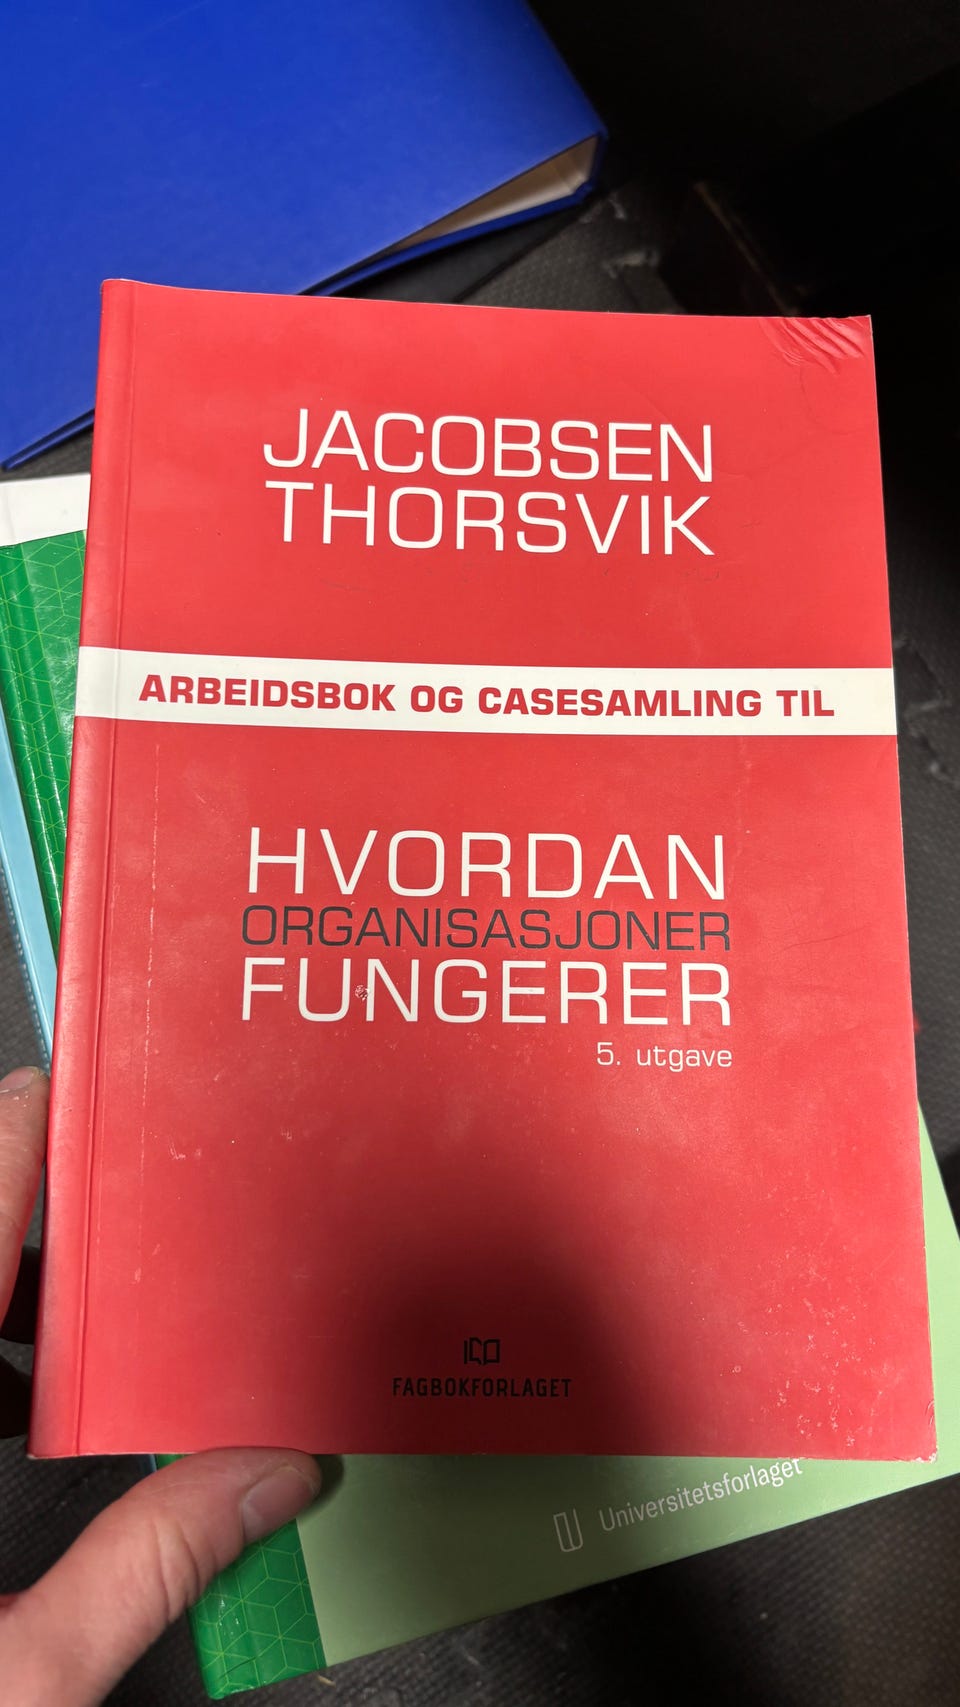 JACOBSEN
THORSVIK
ARBEIDSBOK OG CASESAMLING TIL
HVORDAN
ORGANISASJONER
FUNGERER
5. utgave
FAGBOKFORLAGET
Universitetsforlaget